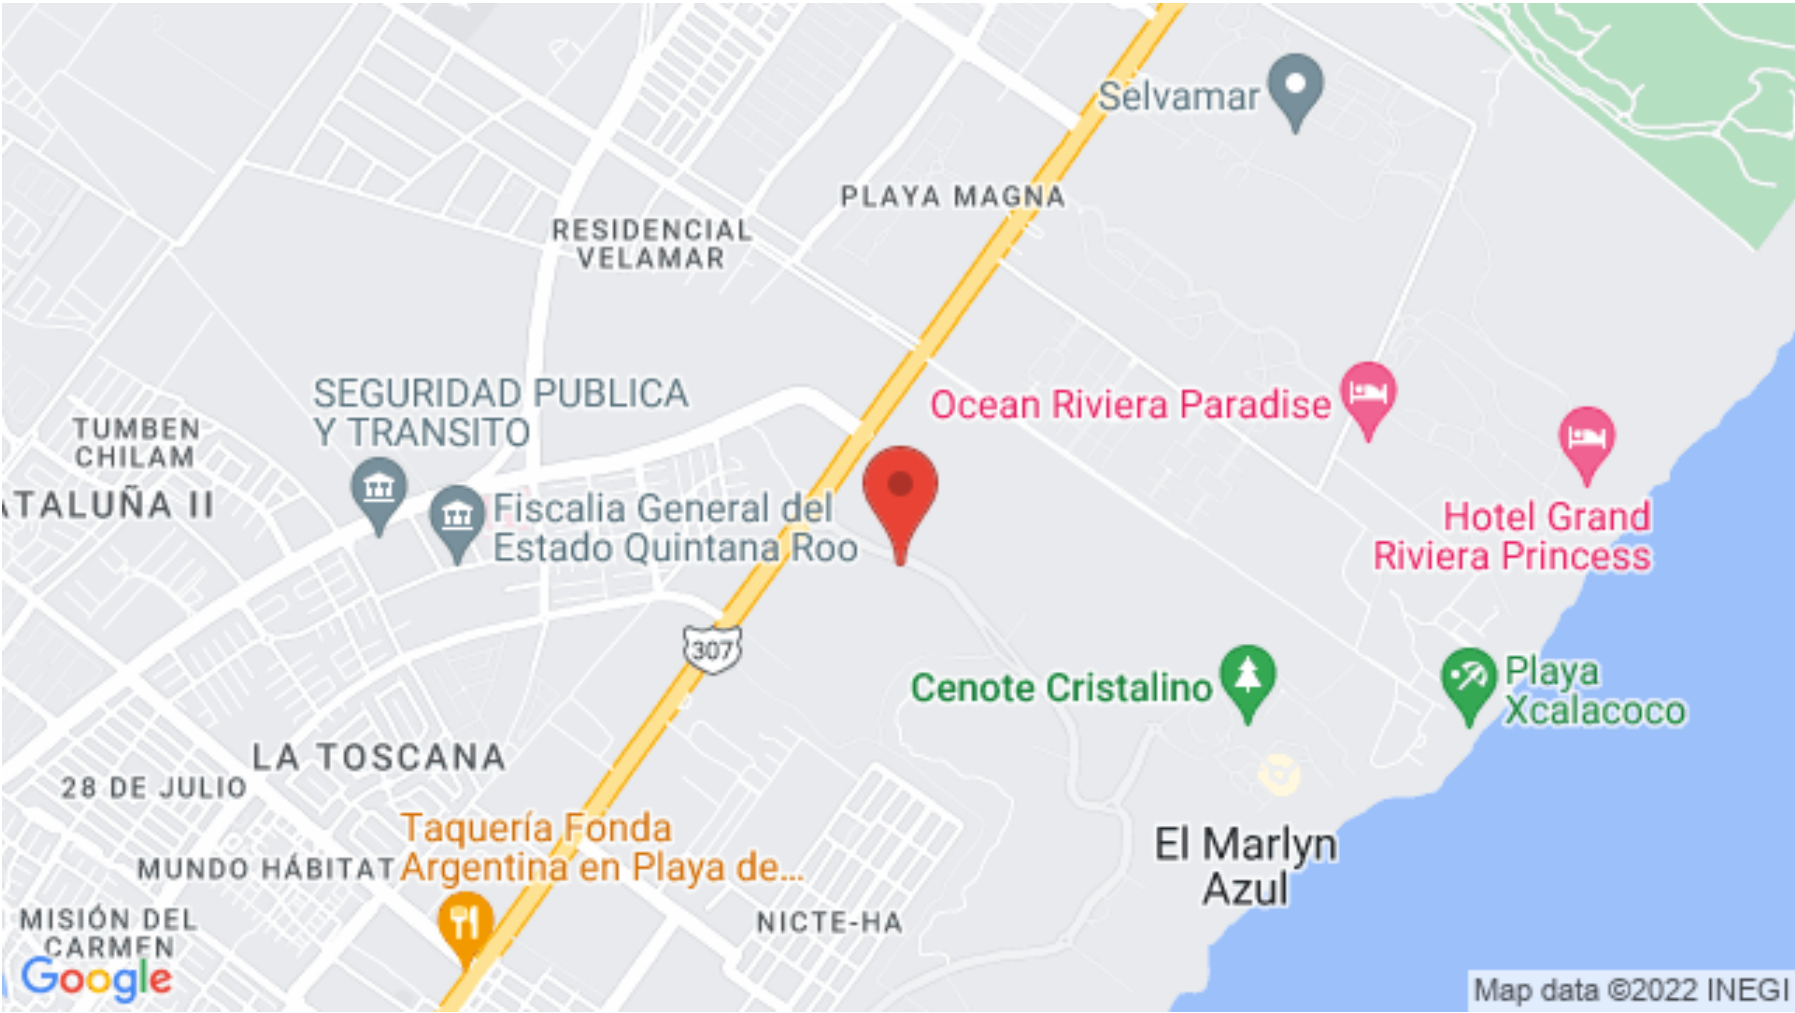 Selvamar
PLAYA MAGNA
RESIDENCIAL
VELAMAR
SEGURIDAD PUBLICA
Y TRANSITO
Ocean Riviera Paradise
TUMBEN
CHILAM
ATALUÑA II
Fiscalia General del
Estado Quintana Roo
Hotel Grand
Riviera Princess
307
Cenote Cristalino
Playa
Xcalacoco
LA TOSCANA
28 DE JULIO
Taquería Fonda
Argentina en Playa de...
MUNDO HÁBITAT
El Marlyn
Azul
MISIÓN DEL
CARMEN
NICTE-HA
Google
Map data ©2022 INEGI